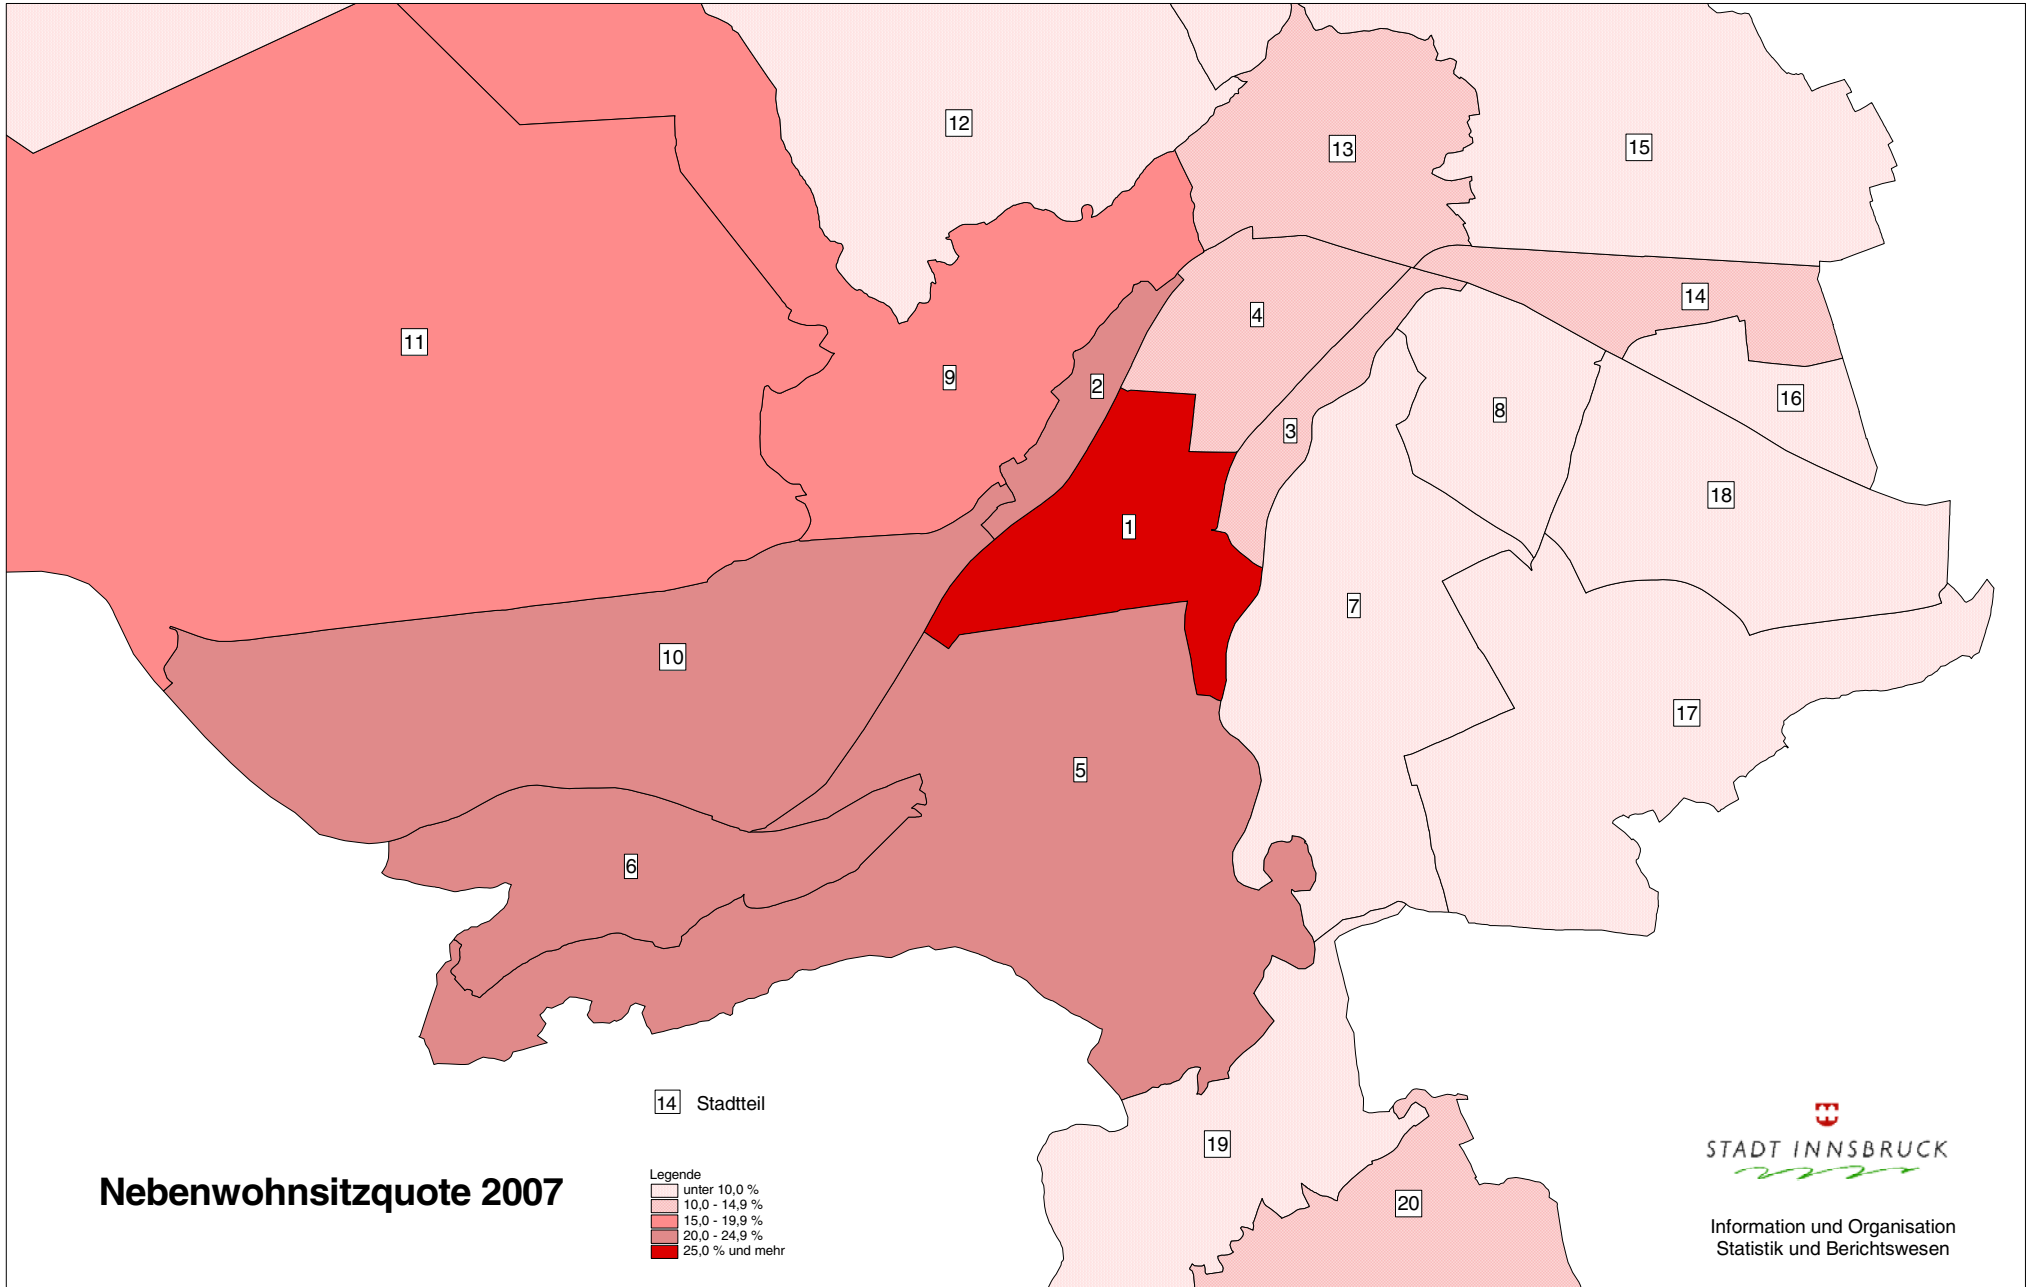 12
13
15
14
4
11
9
2
16
8
3
18
1
7
10
17
5
6
14 Stadtteil
19
20
Nebenwohnsitzquote 2007
Legende
unter 10,0 %
10,0 - 14,9 %
15,0 - 19,9 %
20,0 - 24,9 %
25,0 % und mehr
STADT INNSBRUCK
Information und Organisation
Statistik und Berichtswesen